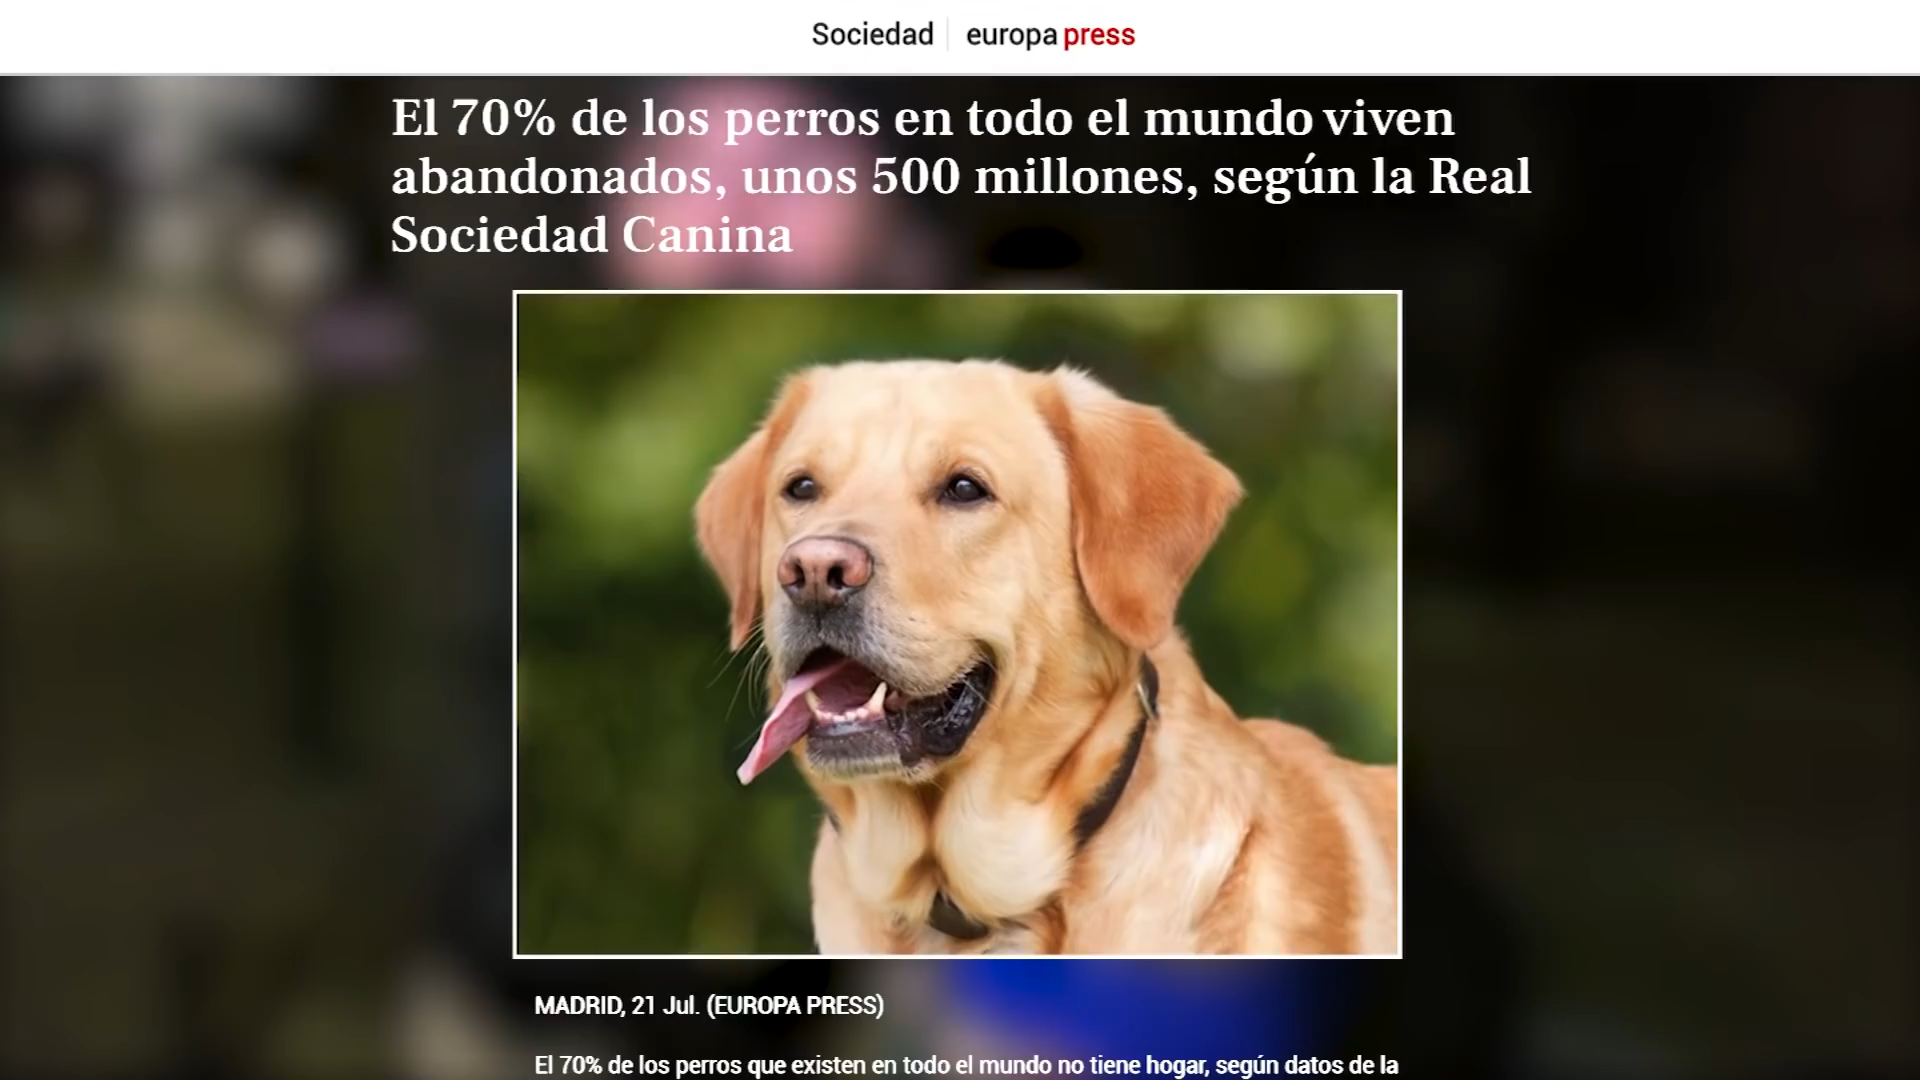 Sociedad europapress
El 70% de los perros en todo el mundo viven
abandonados, unos 500 millones, según la Real
Sociedad Canina
MADRID, 21 Jul. (EUROPA PRESS)
El 70% de los perros que existen en todo el mundo no tiene hogar, según datos de la